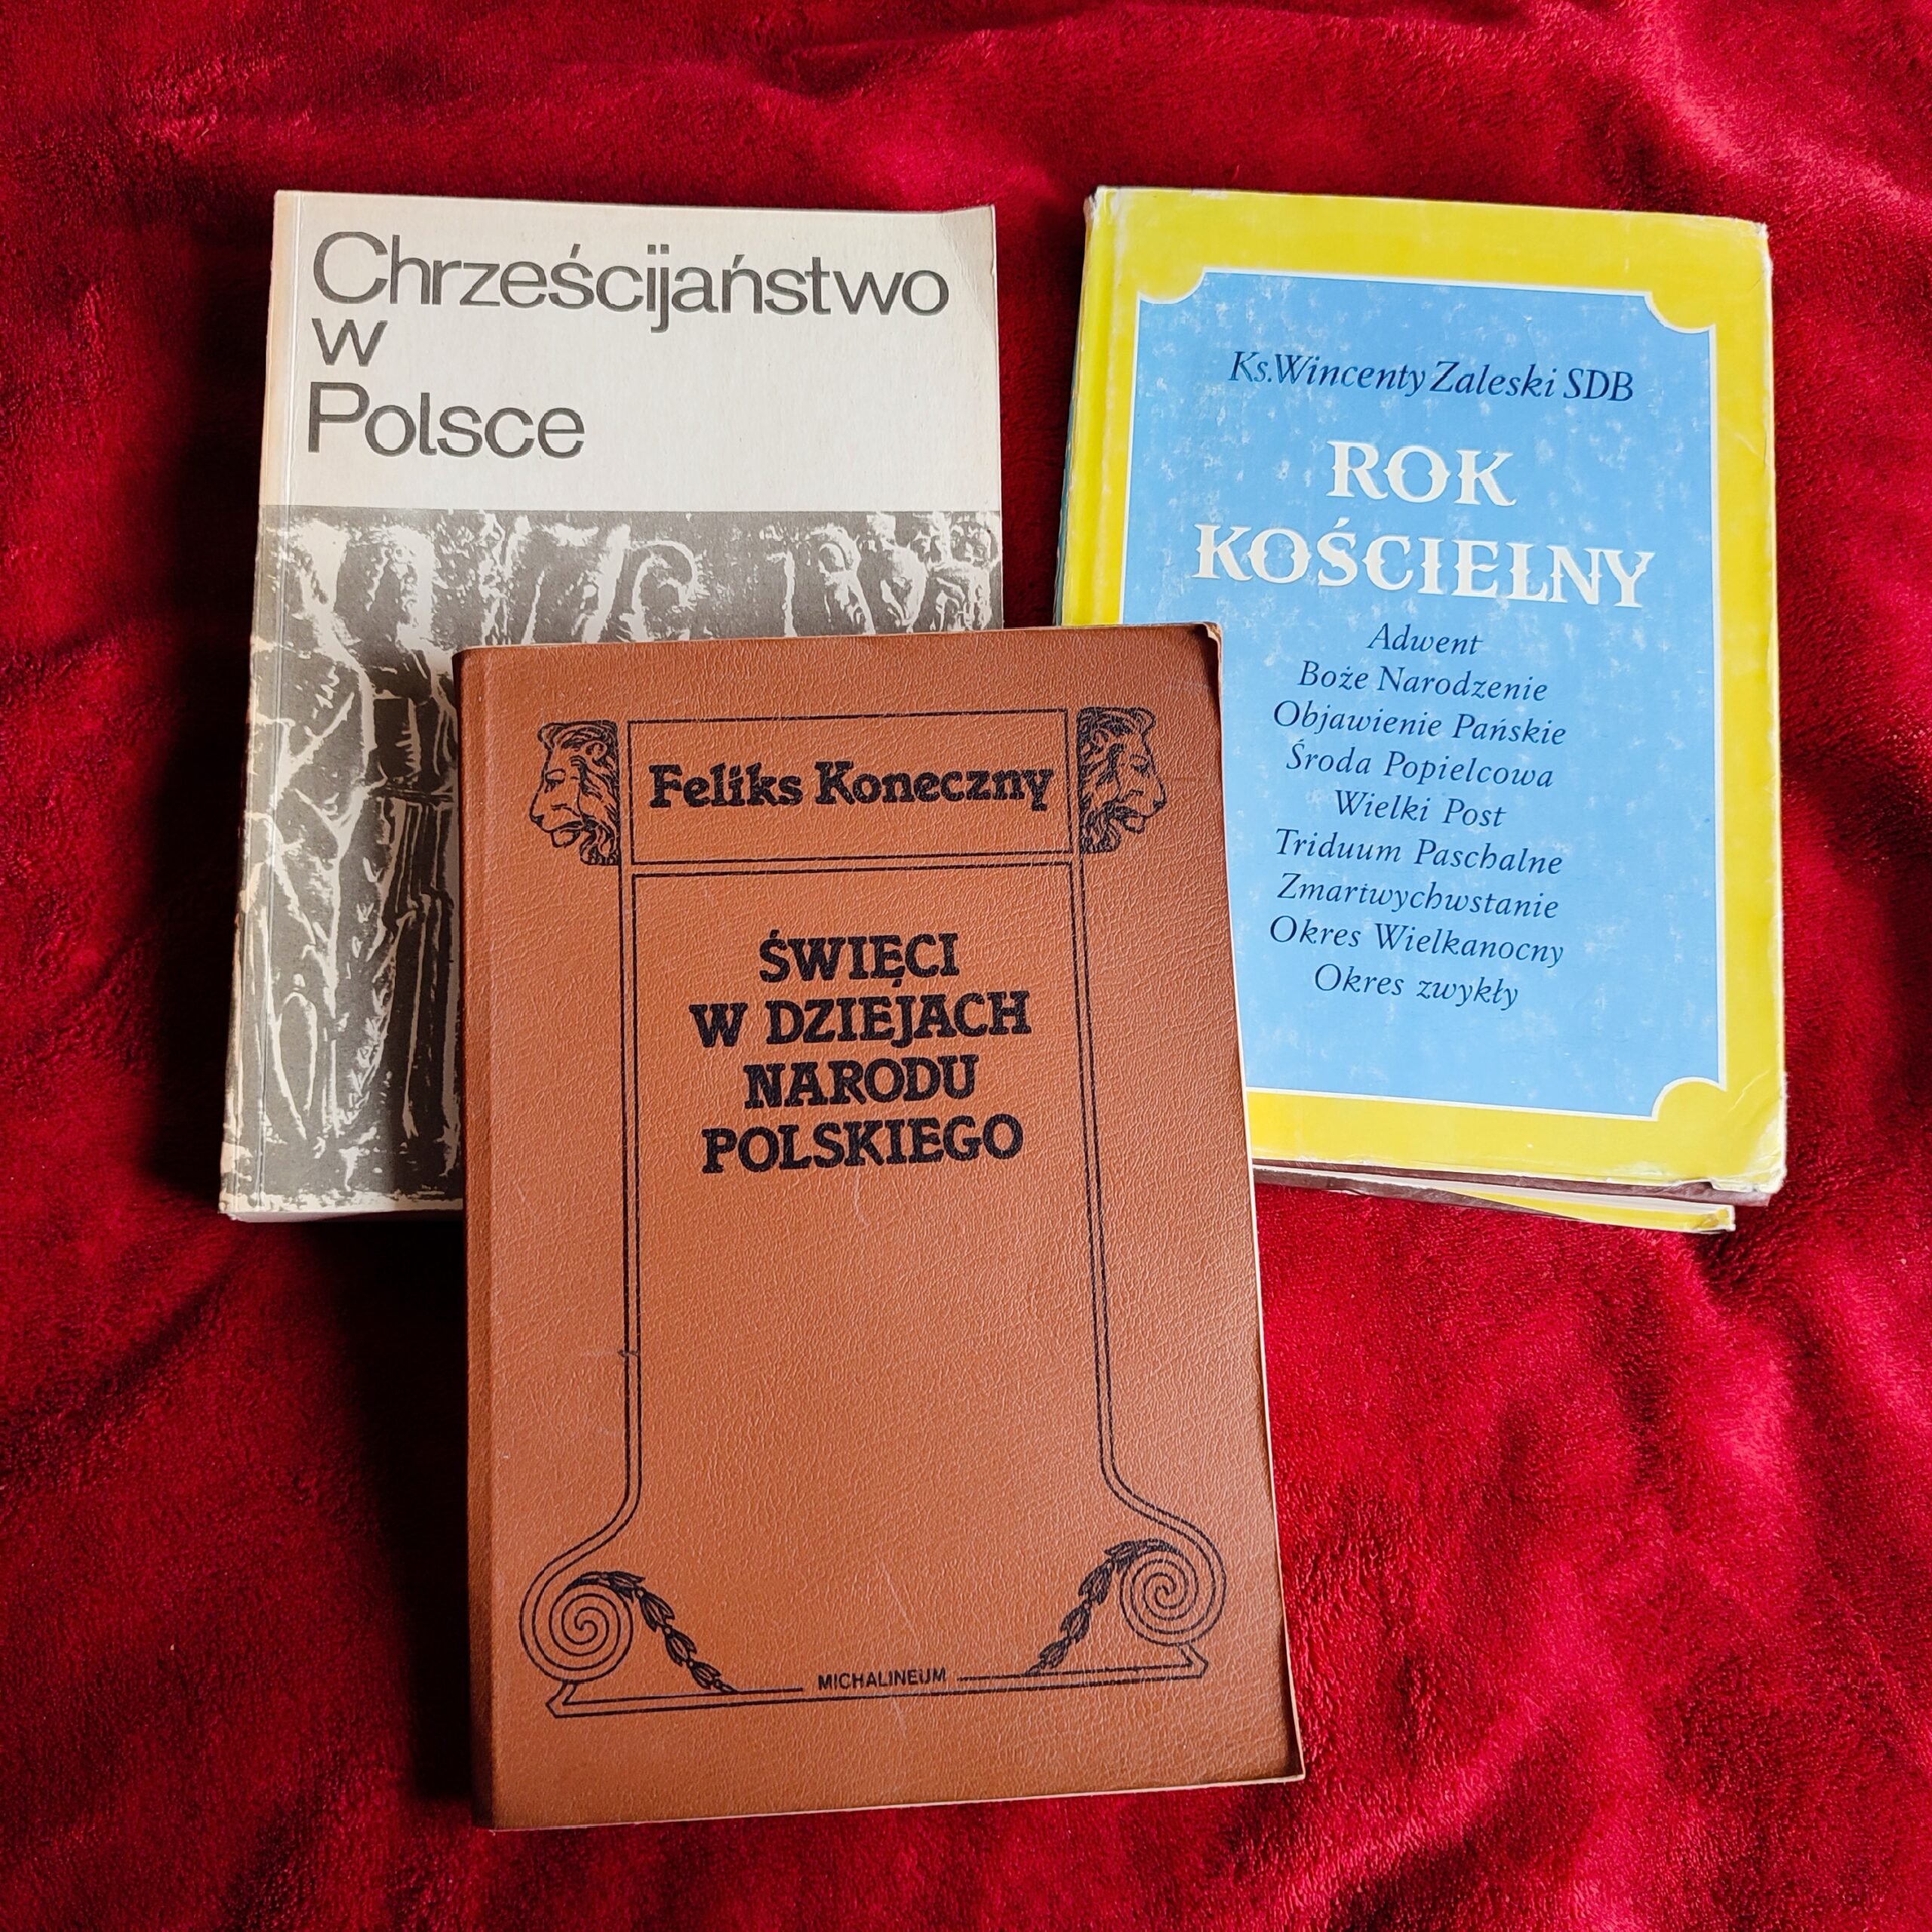 Chrześcijaństwo
w
Polsce
Ks.Wincenty Zaleski SDB
ROK
KOŚCIELNY
Adwent
Boże Narodzenie
Objawienie Pańskie
Środa Popielcowa
Wielki Post
Triduum Paschalne
Zmartwychwstanie
Okres Wielkanocny
Okres zwykły
Feliks Koneczny
ŚWIĘCI
W DZIEJACH
NARODU
POLSKIEGO
MICHALINEUM